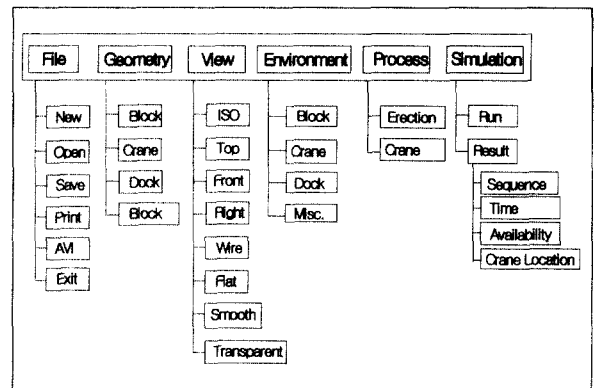 File Geometry View Environment Process Simulation
New
Open
Save
Print
AVI
Exit
Block
Crane
Dock
Block
ISO
Top
Front
Right
Wire
Flat
Smooth
Transparent
Block
Crane
Dock
Misc.
Erection
Crane
Run
Result
Sequence
Time
Availability
Crane Location